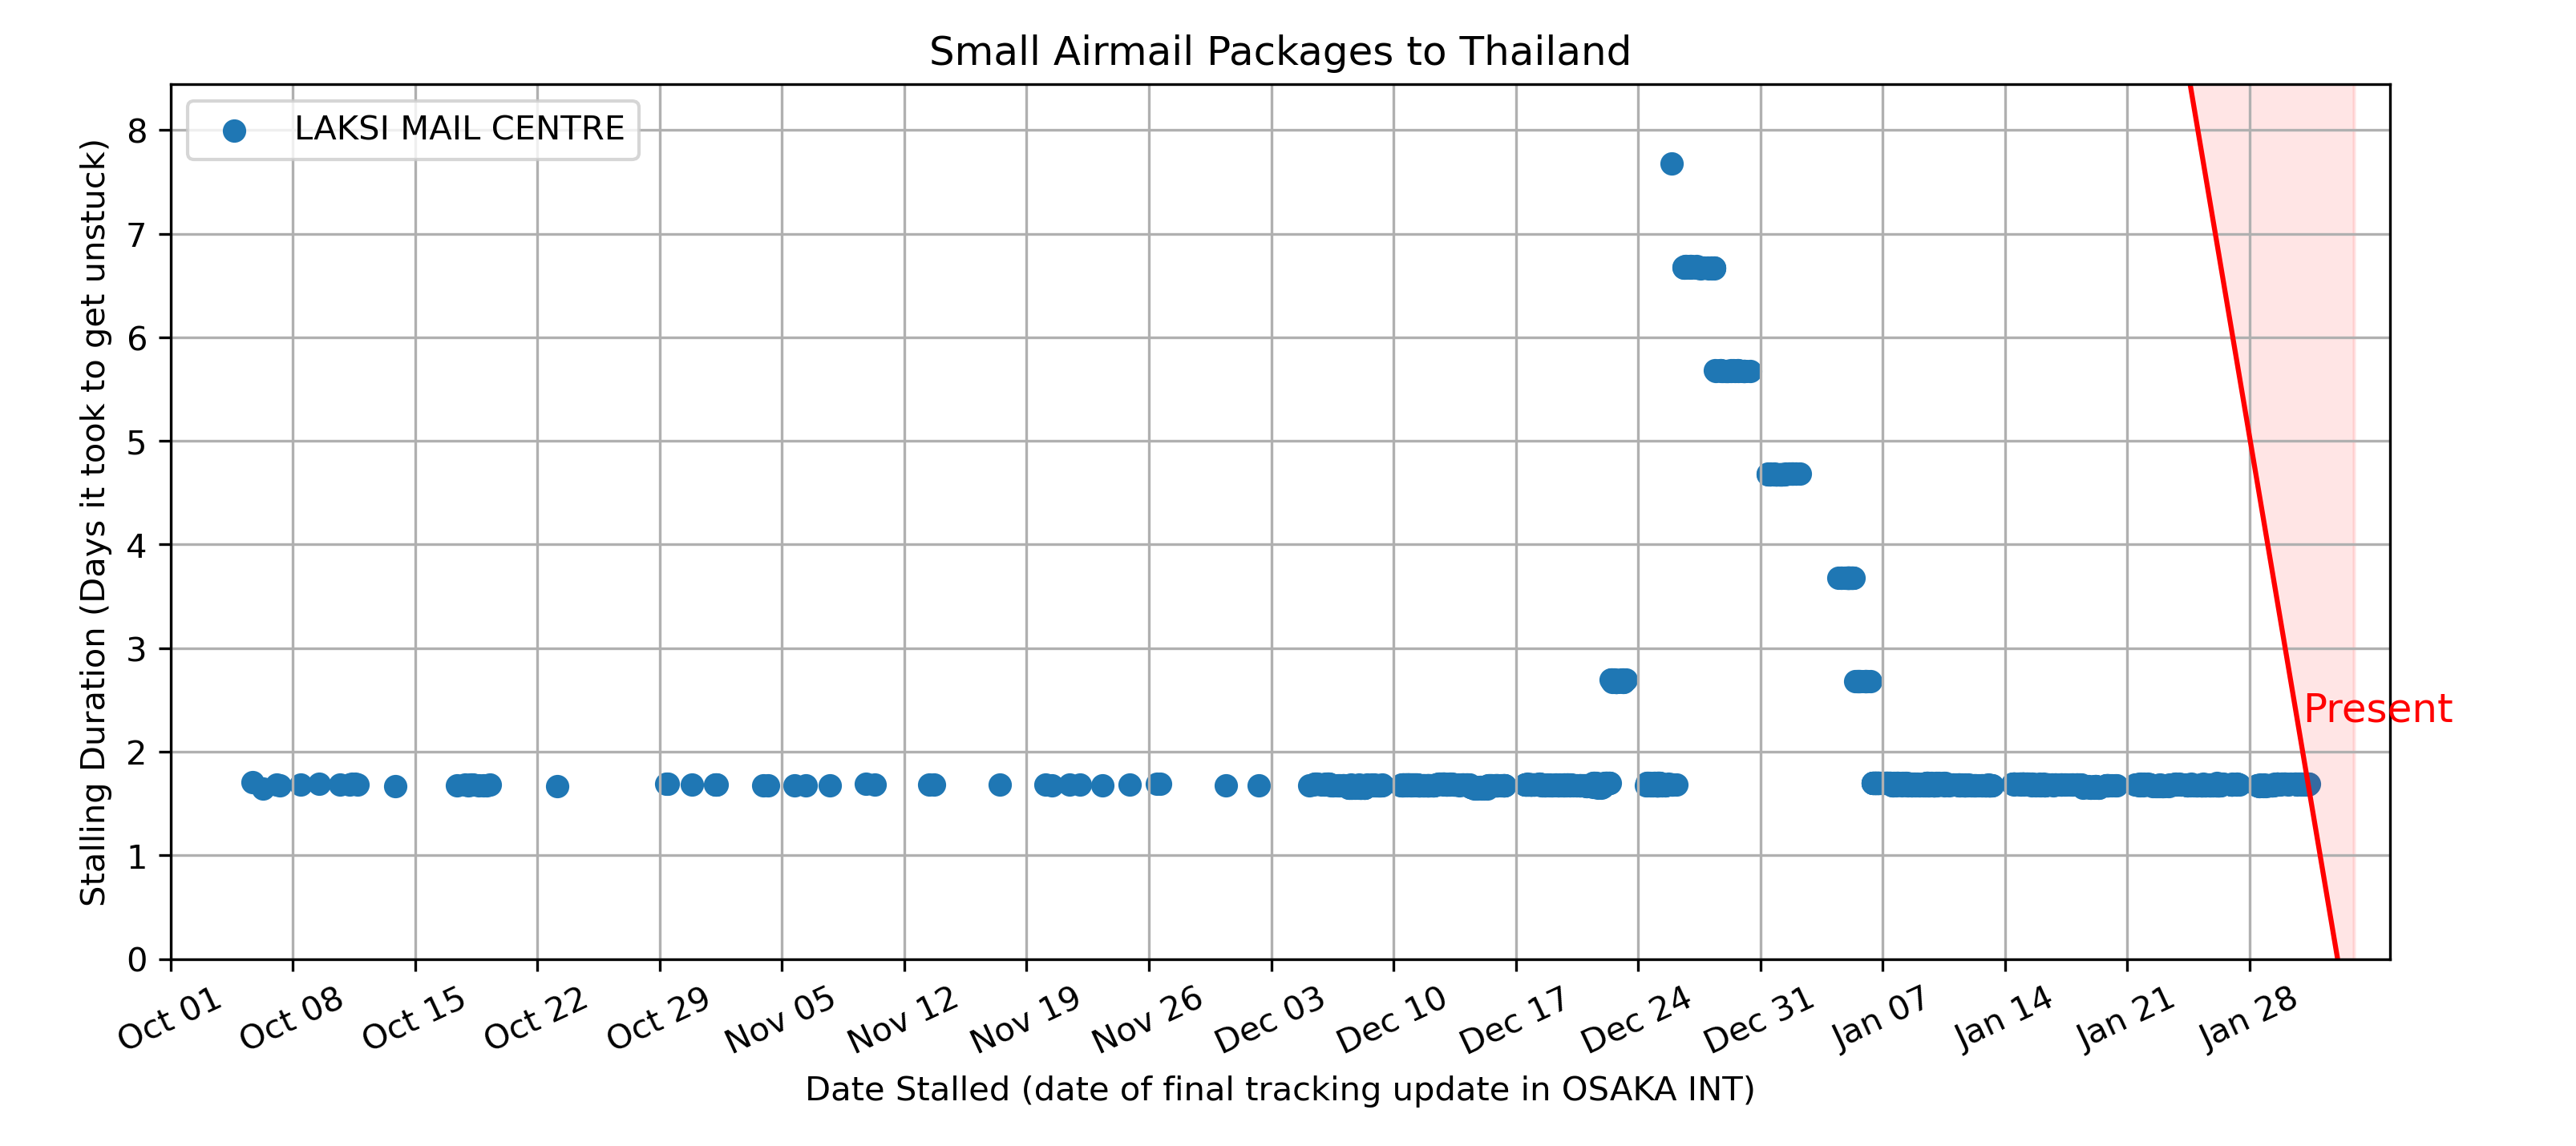 Small Airmail Packages to Thailand
LAKSI MAIL CENTRE
Stalling Duration (Days it took to get unstuck)
8
7
6
5
4
3
2
1
0
Present
Oct 01
Oct 08
Oct 15
Oct 22
Oct 29
Nov 05
Nov 12
Nov 19
Nov 26
Dec 03
Dec 10
Dec 17
Dec 24
Dec 31
Jan 07
Jan 14
Jan 21
Jan 28
Date Stalled (date of final tracking update in OSAKA INT)